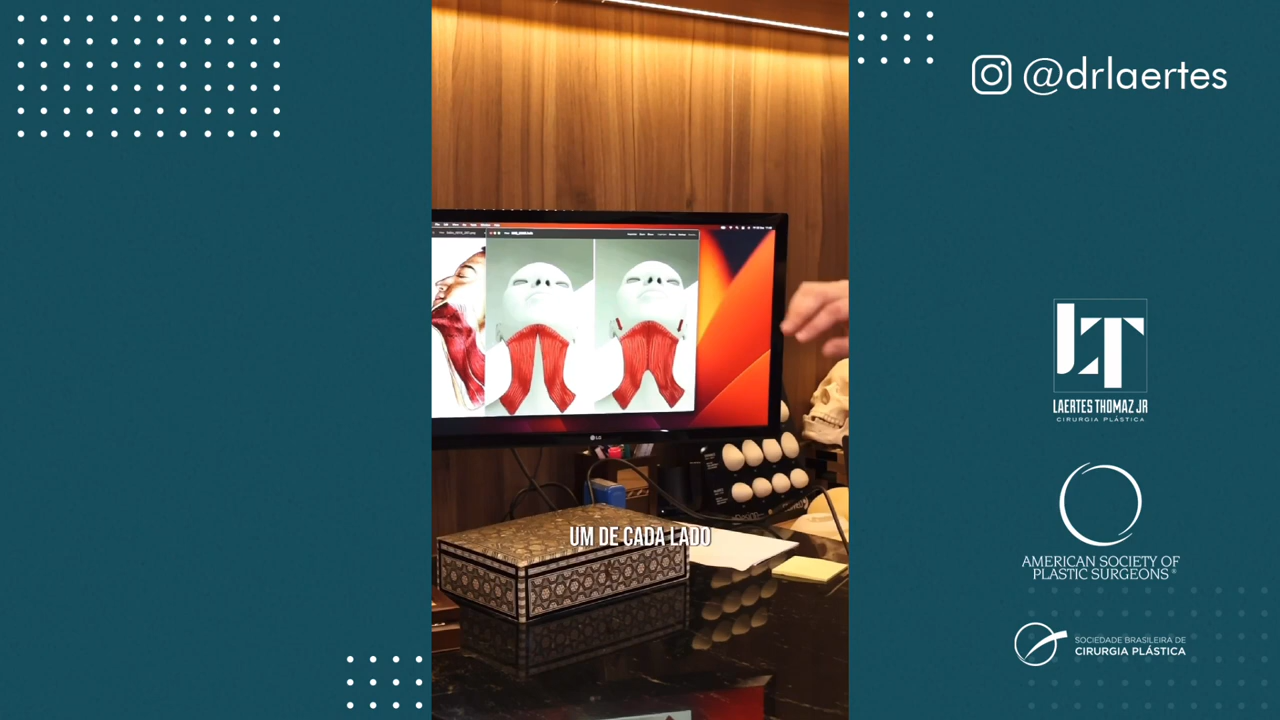 @drlaertes
LT
LAERTES THOMAZ JR
CIRURGIA PLÁSTICA
UM DE CADA LADO
LG
AMERICAN SOCIETY OF
PLASTIC SURGEONS®
SOCIEDADE BRASILEIRA DE
CIRURGIA PLÁSTICA